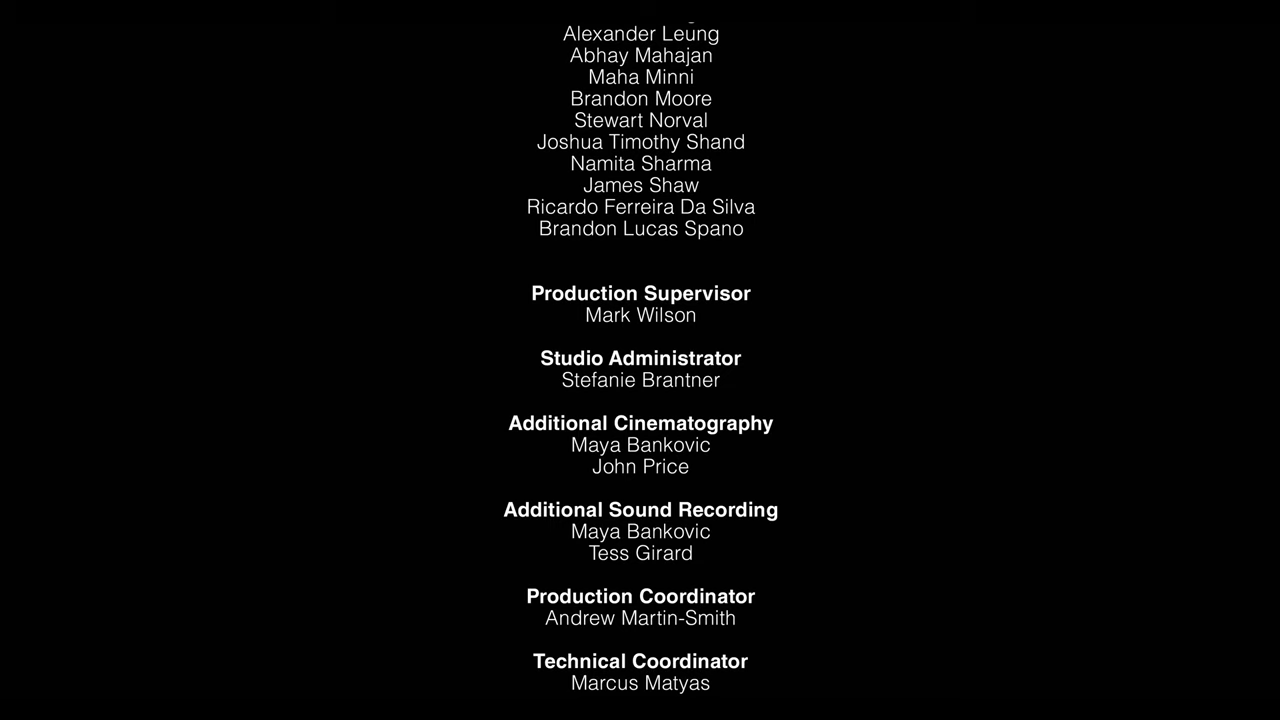 Alexander Leung
Abhay Mahajan
Maha Minni
Brandon Moore
Stewart Norval
Joshua Timothy Shand
Namita Sharma
James Shaw
Ricardo Ferreira Da Silva
Brandon Lucas Spano
Production Supervisor
Mark Wilson
Studio Administrator
Stefanie Brantner
Additional Cinematography
Maya Bankovic
John Price
Additional Sound Recording
Maya Bankovic
Tess Girard
Production Coordinator
Andrew Martin-Smith
Technical Coordinator
Marcus Matyas